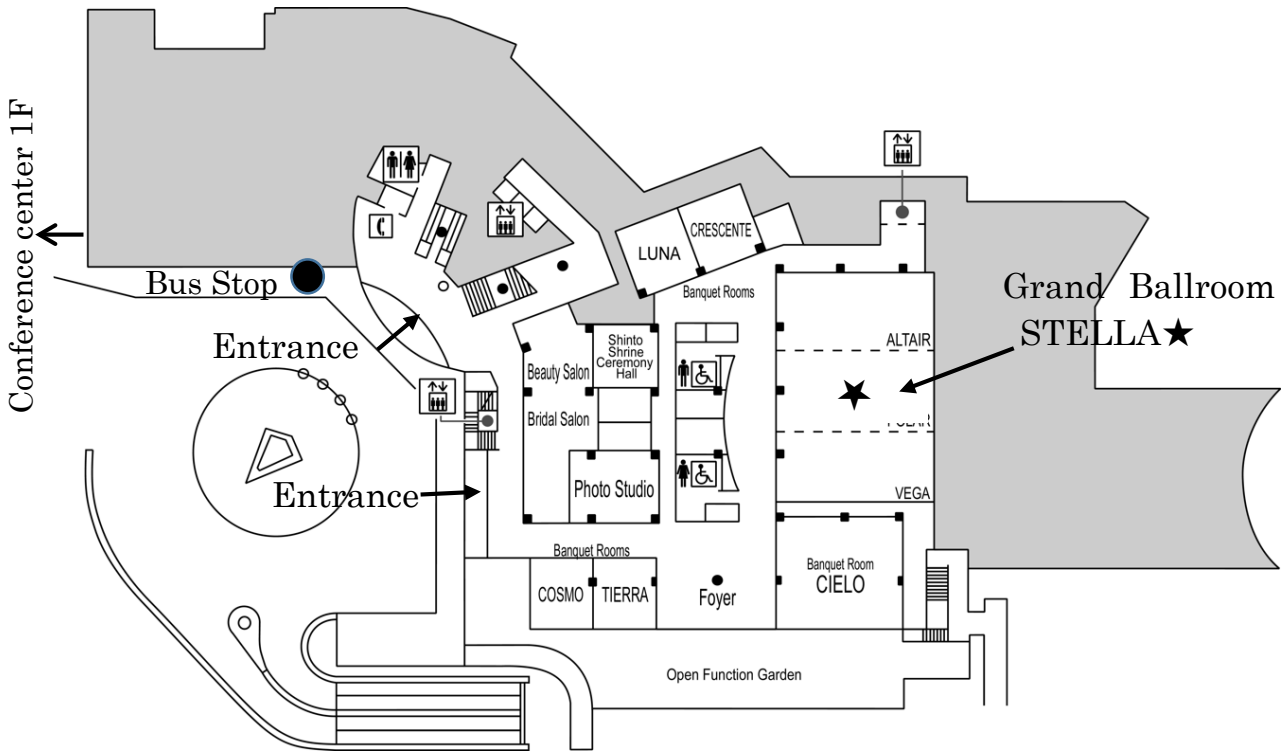 Conference center 1F
Bus Stop
Entrance
Entrance
LUNA
CRESCENTE
Banquet Rooms
Grand Ballroom
STELLA★
ALTAIR
VEGA
Shinto
Shrine
Ceremony
Hall
Beauty Salon
Bridal Salon
Photo Studio
Banquet Rooms
COSMO
TIERRA
Foyer
Banquet Room
CIELO
Open Function Garden